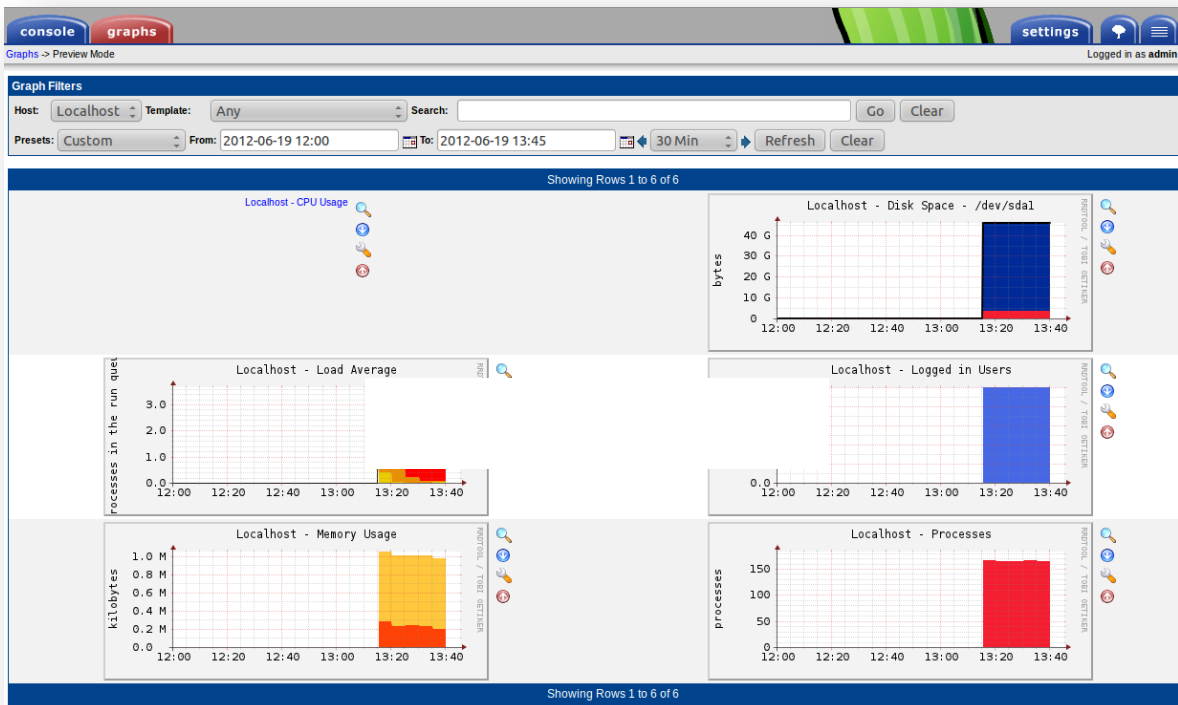 console graphs settings
Graphs -> Preview Mode Logged in as admin
Graph Filters
Host: Localhost Template: Any Search: Go Clear
Presets: Custom From: 2012-06-19 12:00 To: 2012-06-19 13:45 30 Min Refresh Clear
Showing Rows 1 to 6 of 6
Localhost - CPU Usage
Localhost - Disk Space - /dev/sda1
RRDTOOL / TOBI OETIKER
bytes
40 G
30 G
20 G
10 G
0
12:00 12:20 12:40 13:00 13:20 13:40
Localhost - Load Average
rocesses in the run queu
3.0
2.0
1.0
0.0
12:00 12:20 12:40 13:00 13:20 13:40
Localhost - Logged in Users
RRDTOOL / TOBI OETIKER
0.0
12:00 12:20 12:40 13:00 13:20 13:40
Localhost - Memory Usage
RRDTOOL / TOBI OETIKER
kilobytes
1.0 M
0.8 M
0.6 M
0.4 M
0.2 M
0.0
12:00 12:20 12:40 13:00 13:20 13:40
Localhost - Processes
RRDTOOL / TOBI OETIKER
processes
150
100
50
0
12:00 12:20 12:40 13:00 13:20 13:40
Showing Rows 1 to 6 of 6